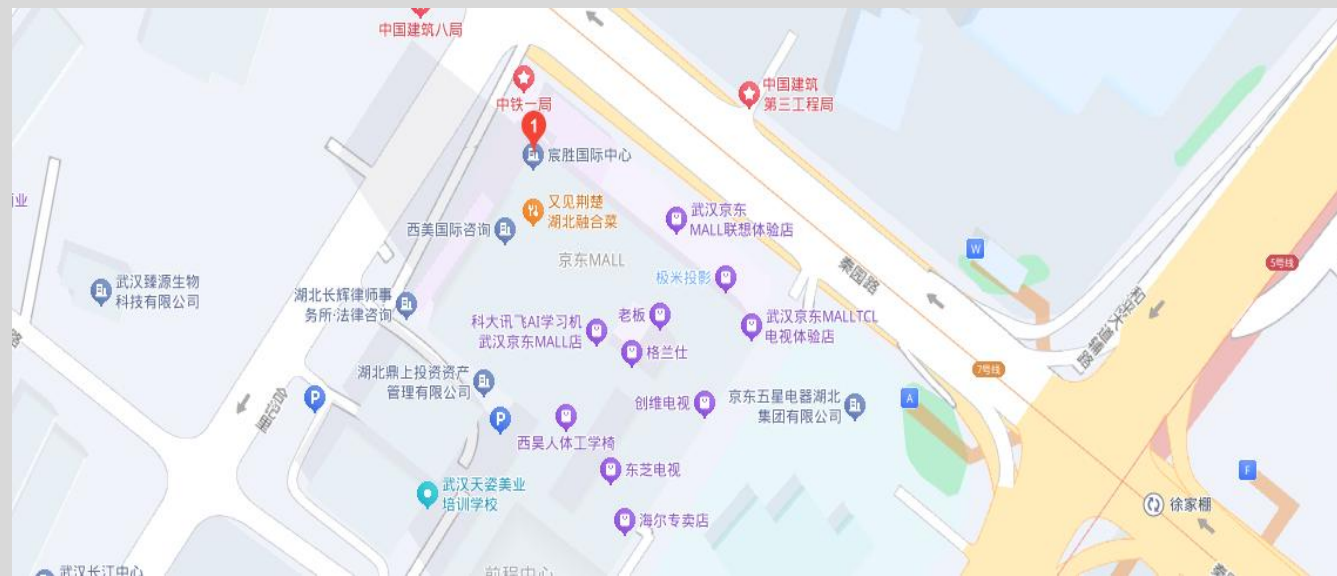 中国建筑八局
中铁一局
中国建筑
第三工程局
1
宸胜国际中心
业
又见荆楚
湖北融合菜
武汉京东
MALL联想体验店
西美国际咨询
京东MALL
W
秦园路
5号线
极米投影
武汉臻源生物
科技有限公司
湖北长辉律师事
务所·法律咨询
和平大道辅路
老板
武汉京东MALLTCL
电视体验店
科大讯飞AI学习机
武汉京东MALL店
格兰仕
路
7号线
湖北鼎上投资资产
管理有限公司
P
创维电视
京东五星电器湖北
集团有限公司
A
P
西昊人体工学椅
东芝电视
F
武汉天姿美业
培训学校
徐家棚
海尔专卖店
武汉长江中心
前程中心